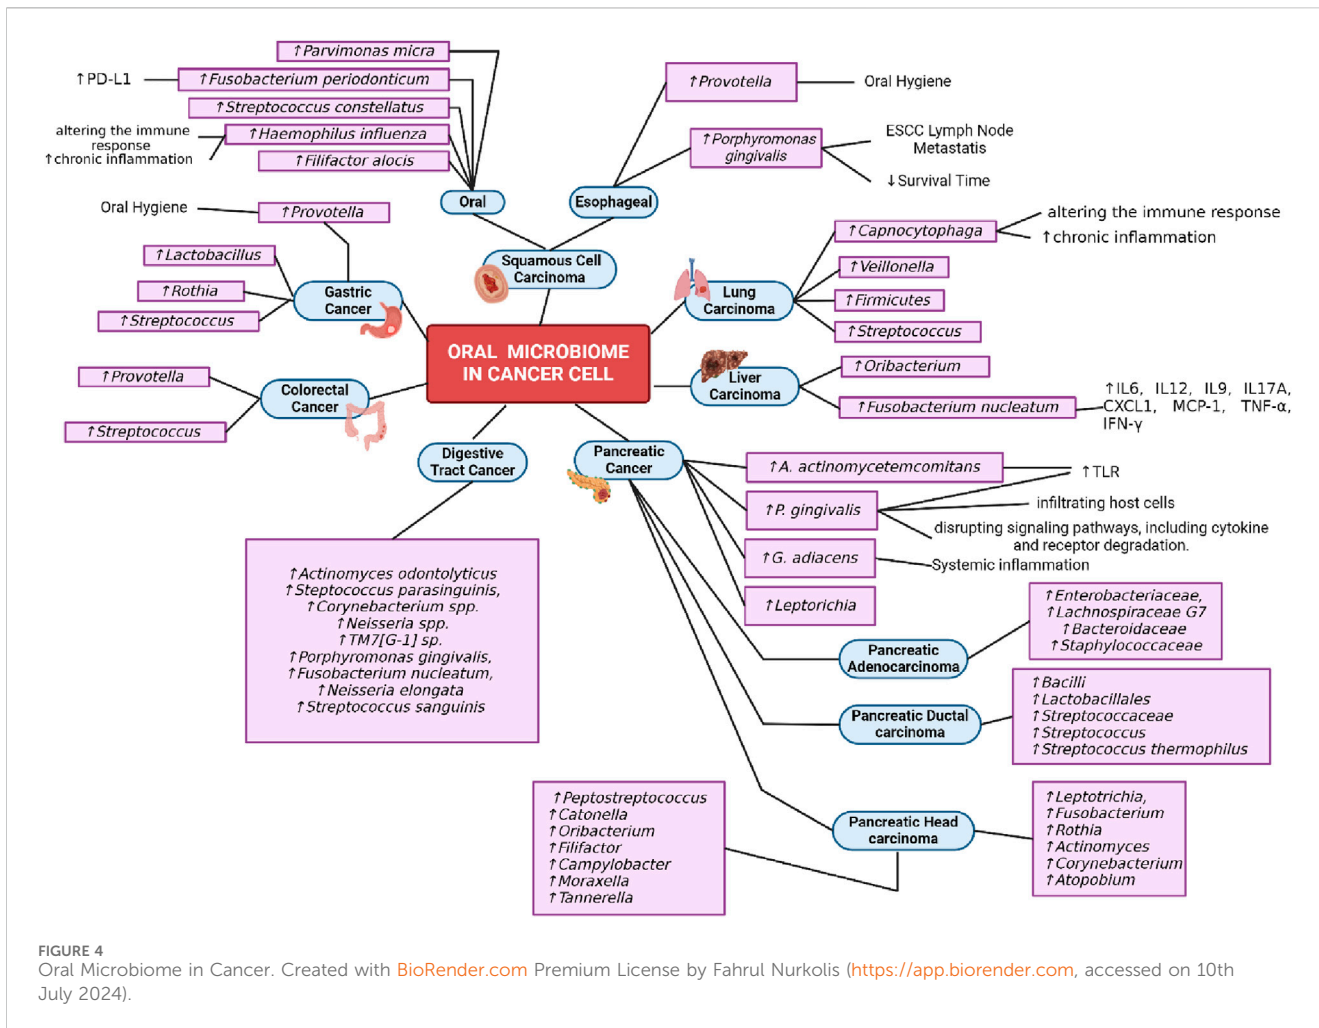 ↑Parvimonas micra
↑PD-L1
↑Fusobacterium periodonticum
↑Streptococcus constellatus
altering the immune
response
↑chronic inflammation
↑Haemophilus influenza
↑Filifactor alocis
Oral
↑Provotella
Oral Hygiene
↑Porphyromonas
gingivalis
ESCC Lymph Node
Metastatis
↓Survival Time
Esophageal
Squamous Cell
Carcinoma
Oral Hygiene
↑Provotella
↑Lactobacillus
↑Rothia
↑Streptococcus
Gastric
Cancer
↑Capnocytophaga
altering the immune response
↑chronic inflammation
↑Veillonella
↑Firmicutes
↑Streptococcus
Lung
Carcinoma
ORAL MICROBIOME
IN CANCER CELL
↑Provotella
↑Streptococcus
Colorectal
Cancer
Liver
Carcinoma
↑Oribacterium
↑Fusobacterium nucleatum
↑IL6, IL12, IL9, IL17A,
CXCL1, MCP-1, TNF-α,
IFN-γ
Digestive
Tract Cancer
↑Actinomyces odontolyticus
↑Steptococcus parasinguinis,
↑Corynebacterium spp.
↑Neisseria spp.
↑TM7[G-1] sp.
↑Porphyromonas gingivalis,
↑Fusobacterium nucleatum,
↑Neisseria elongata
↑Streptococcus sanguinis
Pancreatic
Cancer
↑A. actinomycetemcomitans
↑TLR
↑P. gingivalis
infiltrating host cells
disrupting signaling pathways, including cytokine
and receptor degradation.
↑G. adiacens
Systemic inflammation
↑Leptorichia
Pancreatic
Adenocarcinoma
↑Enterobacteriaceae,
↑Lachnospiraceae G7
↑Bacteroidaceae
↑Staphylococcaceae
Pancreatic Ductal
carcinoma
↑Bacilli
↑Lactobacillales
↑Streptococcaceae
↑Streptococcus
↑Streptococcus thermophilus
↑Peptostreptococcus
↑Catonella
↑Oribacterium
↑Filifactor
↑Campylobacter
↑Moraxella
↑Tannerella
Pancreatic Head
carcinoma
↑Leptotrichia,
↑Fusobacterium
↑Rothia
↑Actinomyces
↑Corynebacterium
↑Atopobium
FIGURE 4
Oral Microbiome in Cancer. Created with BioRender.com Premium License by Fahrul Nurkolis (https://app.biorender.com, accessed on 10th
July 2024).